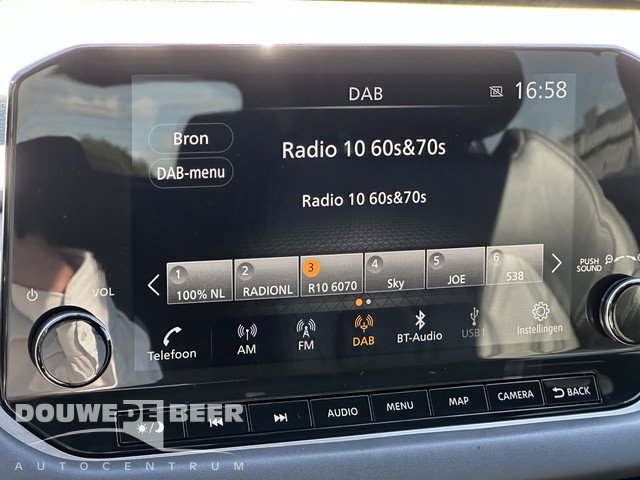 DAB
16:58
Bron
Radio 10 60s&70s
DAB-menu
Radio 10 60s&70s
1 2 3 4 5 6
100% NL RADIONL R10 6070 Sky JOE 538
PUSH
SOUND
VOL
Telefoon AM FM DAB BT-Audio USB1 Instellingen
AUDIO MENU MAP CAMERA BACK
DOUWE DE BEER
AUTOCENTRUM